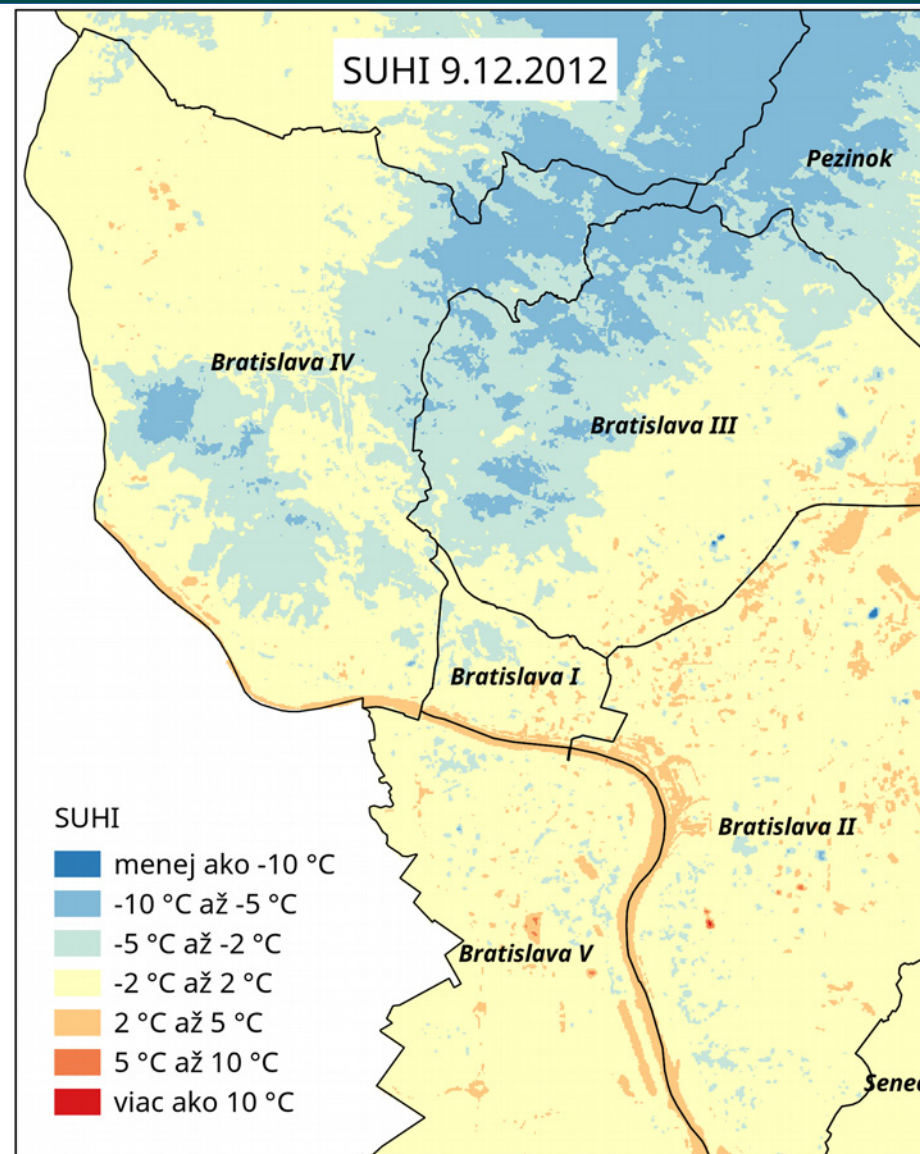 SUHI 9.12.2012
Pezinok
Bratislava IV
Bratislava III
Bratislava I
Bratislava II
Bratislava V
SUHI
menej ako -10 °C
-10 °C až -5 °C
-5 °C až -2 °C
-2 °C až 2 °C
2 °C až 5 °C
5 °C až 10 °C
viac ako 10 °C